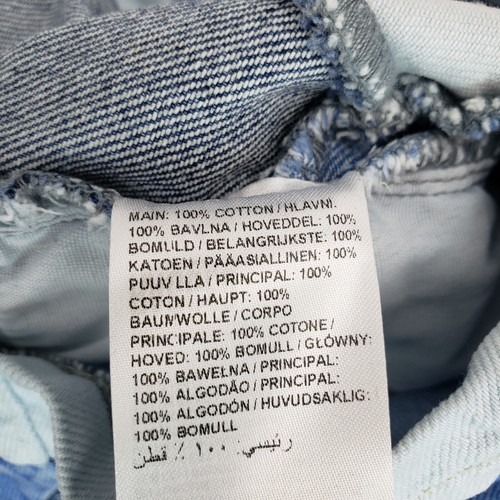 MAIN: 100% COTTON / HLAVNI:
100% BAVLNA / HOVEDDEL: 100%
BOMULD / BELANGRIJKSTE: 100%
KATOEN / PÄÄASIALLINEN: 100%
PUUVILLA / PRINCIPAL: 100%
COTON / HAUPT: 100%
BAUMWOLLE / CORPO
PRINCIPALE: 100% COTONE /
HOVED: 100% BOMULL / GŁÓWNY:
100% BAWEŁNA / PRINCIPAL:
100% ALGODÃO / PRINCIPAL:
100% ALGODÓN / HUVUDSAKLIG:
100% BOMULL
رئيسي: ١٠٠ ٪ قطن